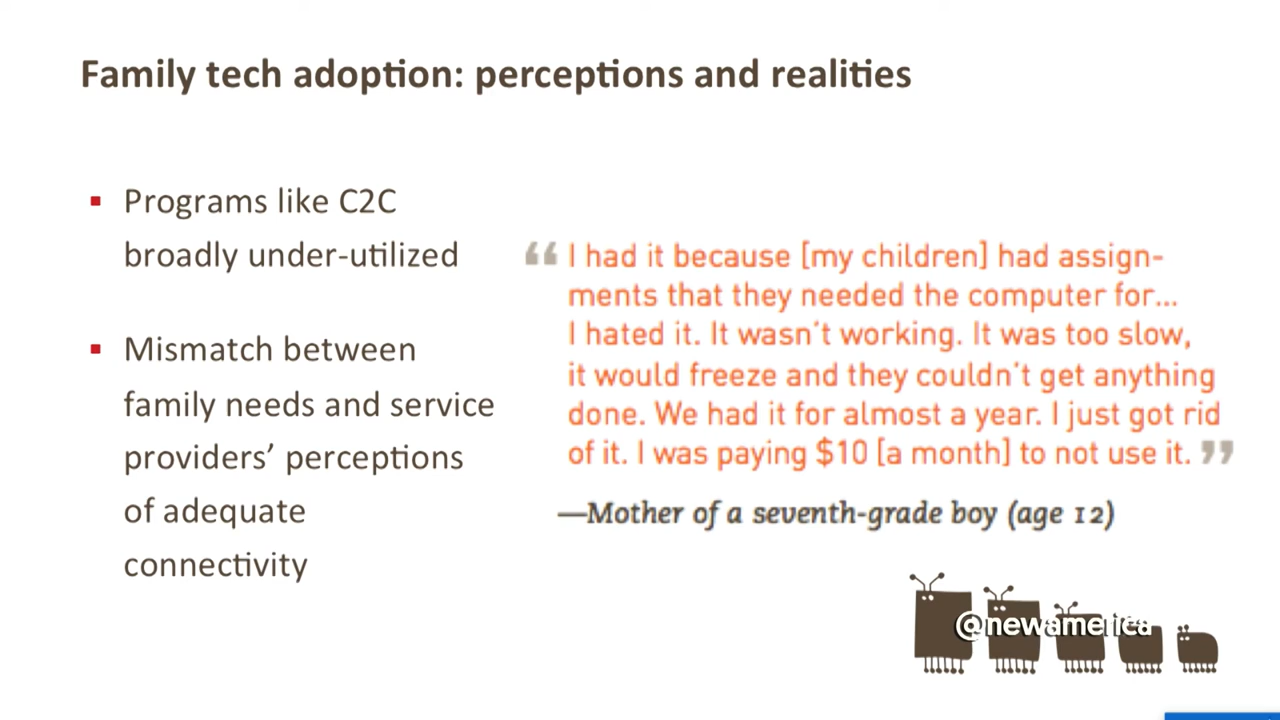 Family tech adoption: perceptions and realities
▪ Programs like C2C
broadly under-utilized
▪ Mismatch between
family needs and service
providers’ perceptions
of adequate
connectivity
“ I had it because [my children] had assign-
ments that they needed the computer for...
I hated it. It wasn’t working. It was too slow,
it would freeze and they couldn’t get anything
done. We had it for almost a year. I just got rid
of it. I was paying $10 [a month] to not use it. ”
—Mother of a seventh-grade boy (age 12)
@newamerica